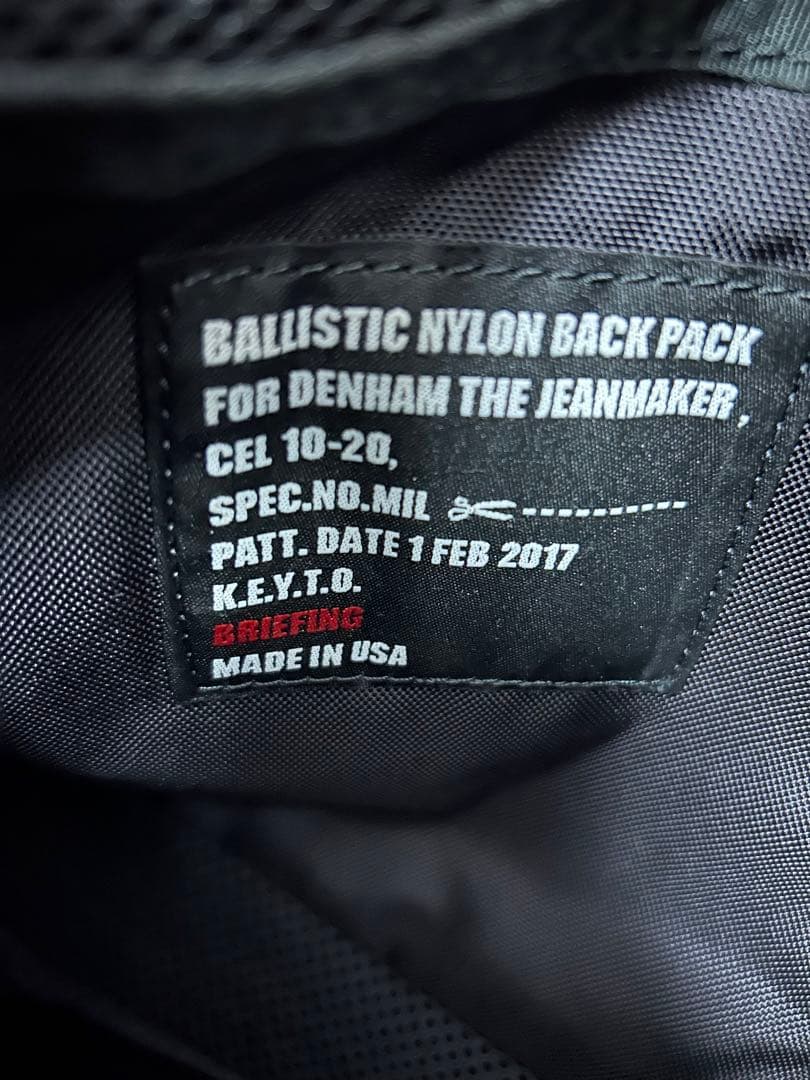 BALLISTIC NYLON BACK PACK
FOR DENHAM THE JEANMAKER,
CEL 10-20,
SPEC.NO.MIL ----------
PATT. DATE 1 FEB 2017
K.E.Y.T.O.
BRIEFING
MADE IN USA